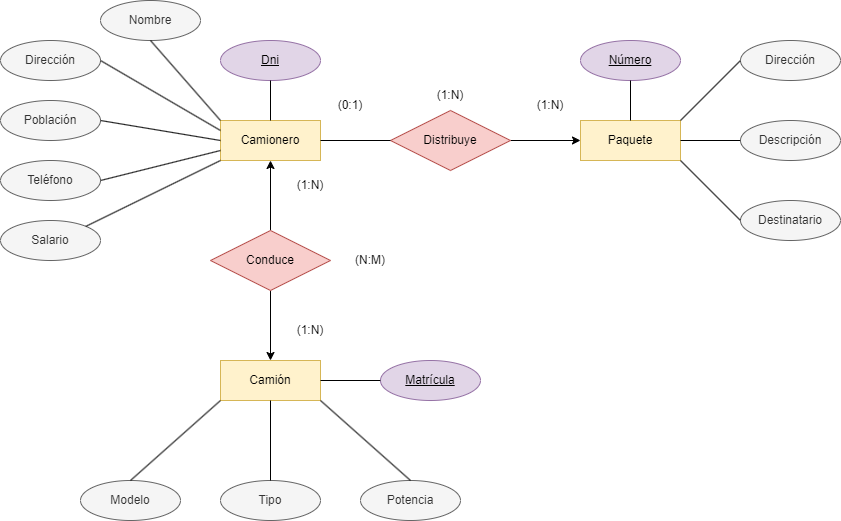 Nombre
Dirección
Dni
Número
Dirección
(0:1)
(1:N)
(1:N)
Población
Camionero
Distribuye
Paquete
Descripción
Teléfono
(1:N)
Salario
Destinatario
Conduce
(N:M)
(1:N)
Camión
Matrícula
Modelo
Tipo
Potencia